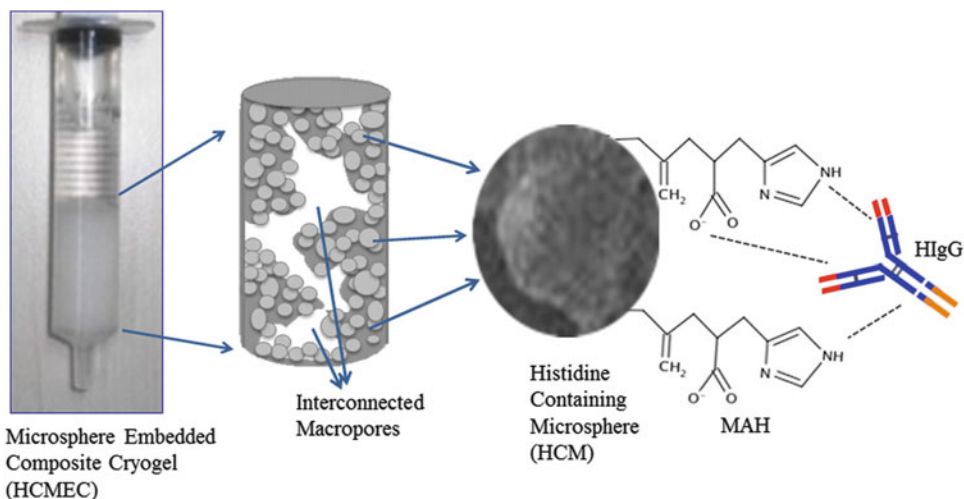 Microsphere Embedded
Composite Cryogel
(HCMEC)
Interconnected
Macropores
Histidine
Containing
Microsphere
(HCM)
CH2
O-
O
N
NH
HIgG
CH2
O-
O
N
NH
MAH